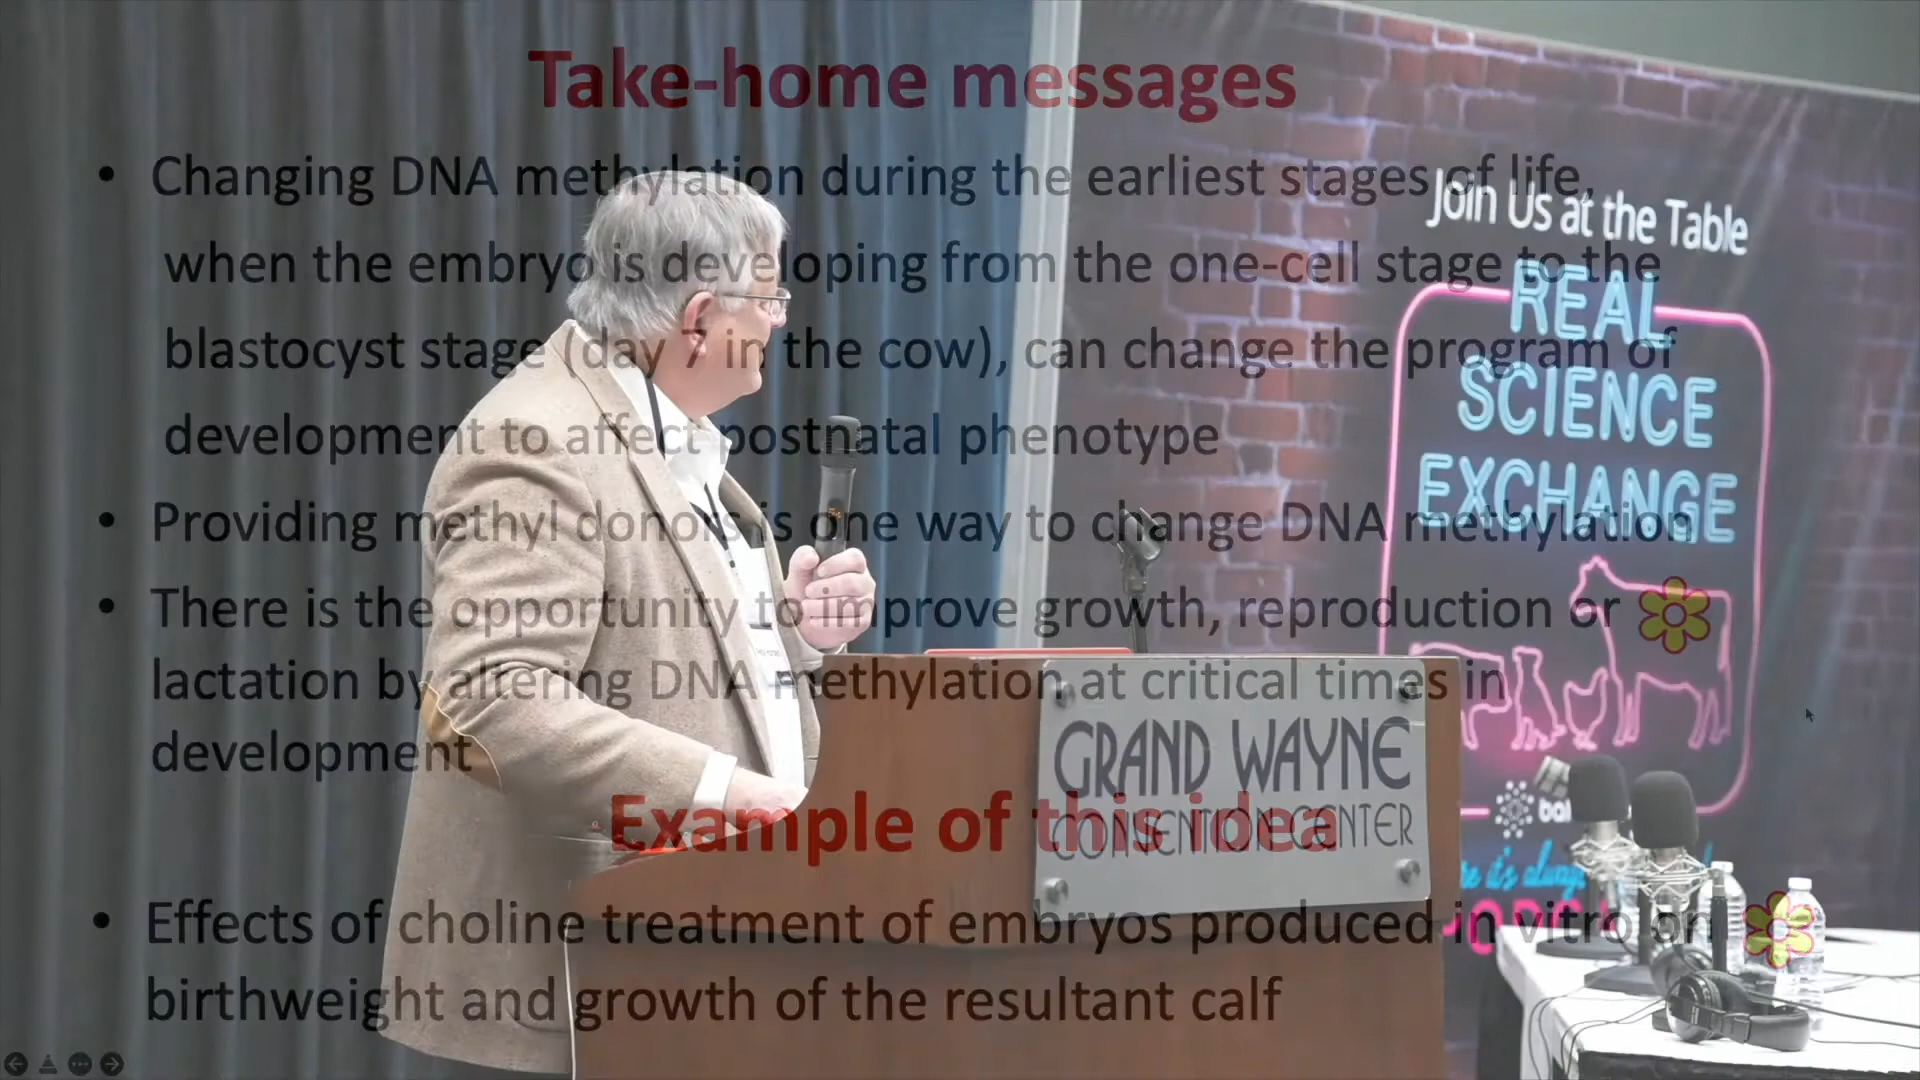 Take-home messages
• Changing DNA methylation during the earliest stages of life,
when the embryo is developing from the one-cell stage to the
blastocyst stage (day 7 in the cow), can change the program of
development to affect postnatal phenotype
• Providing methyl donors is one way to change DNA methylation
• There is the opportunity to improve growth, reproduction or
lactation by altering DNA methylation at critical times in
development
Example of this idea
• Effects of choline treatment of embryos produced in vitro on
birthweight and growth of the resultant calf
Join Us at the Table
REAL
SCIENCE
EXCHANGE
GRAND WAYNE
CONVENTION CENTER